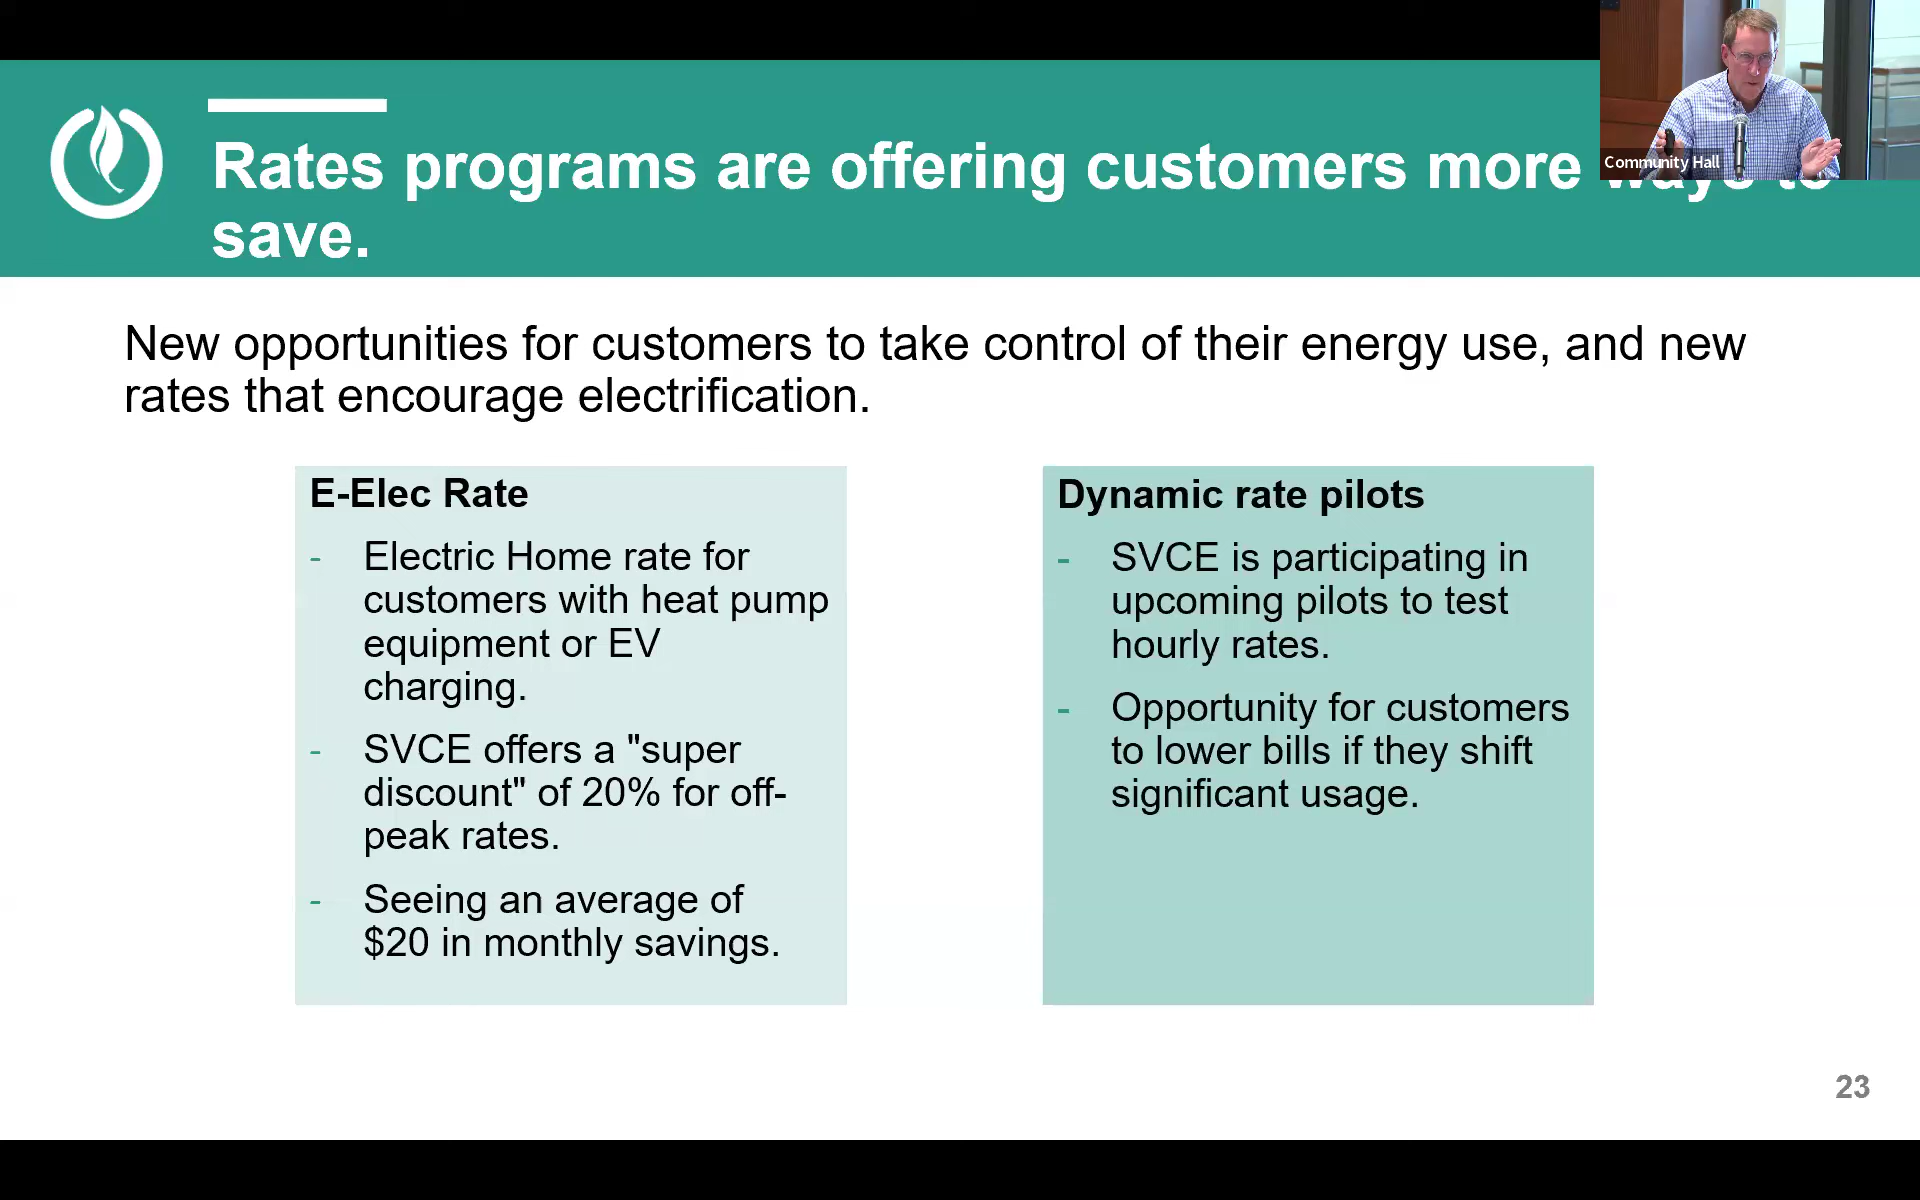 Community Hall
Rates programs are offering customers more ways to
save.
New opportunities for customers to take control of their energy use, and new
rates that encourage electrification.
E-Elec Rate
- Electric Home rate for
customers with heat pump
equipment or EV
charging.
- SVCE offers a "super
discount" of 20% for off-
peak rates.
- Seeing an average of
$20 in monthly savings.
Dynamic rate pilots
- SVCE is participating in
upcoming pilots to test
hourly rates.
- Opportunity for customers
to lower bills if they shift
significant usage.
23